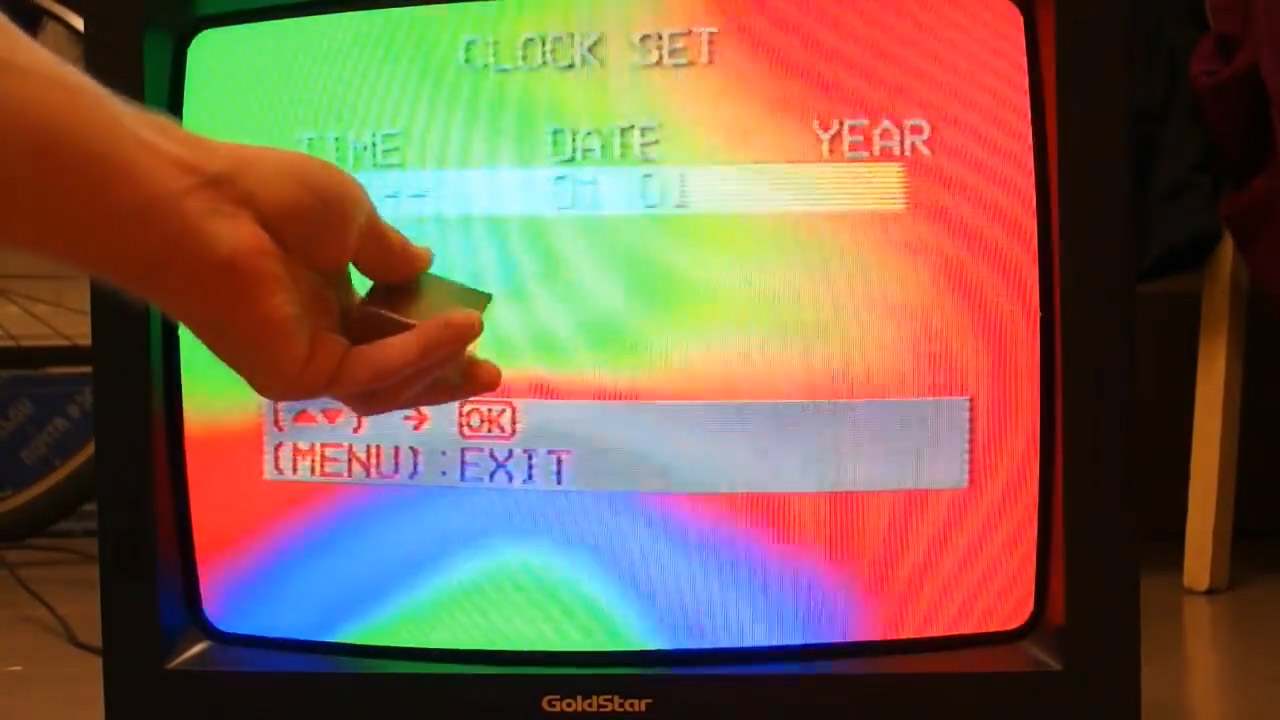 CLOCK SET
TIME DATE YEAR
-- 01 01
(▲▼) → OK
(MENU):EXIT
GoldStar